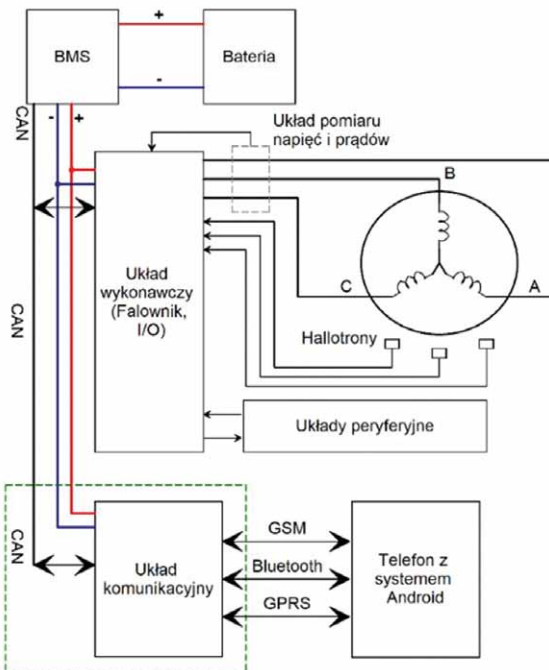 +
BMS
Bateria
-
CAN
-
+
Układ pomiaru
napięć i prądów
B
Układ
wykonawczy
(Falownik,
I/O)
C
A
CAN
Hallotrony
Układy peryferyjne
CAN
Układ
komunikacyjny
GSM
Bluetooth
GPRS
Telefon z
systemem
Android